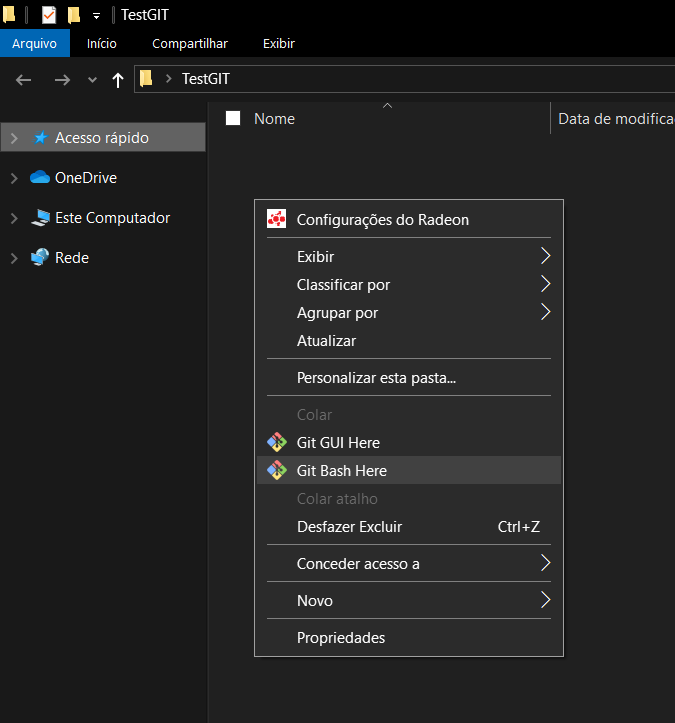 TestGIT
Arquivo Início Compartilhar Exibir
TestGIT
Nome Data de modifica
Acesso rápido
OneDrive
Este Computador
Rede
Configurações do Radeon
Exibir
Classificar por
Agrupar por
Atualizar
Personalizar esta pasta...
Colar
Git GUI Here
Git Bash Here
Colar atalho
Desfazer Excluir Ctrl+Z
Conceder acesso a
Novo
Propriedades